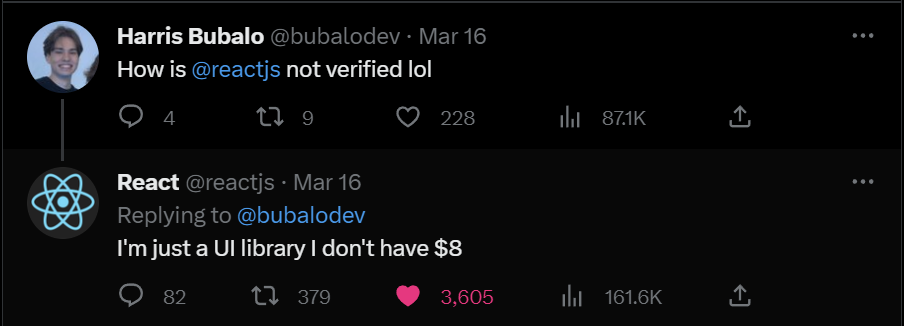 Harris Bubalo @bubalodev · Mar 16
How is @reactjs not verified lol
4 9 228 87.1K
React @reactjs · Mar 16
Replying to @bubalodev
I'm just a UI library I don't have $8
82 379 3,605 161.6K